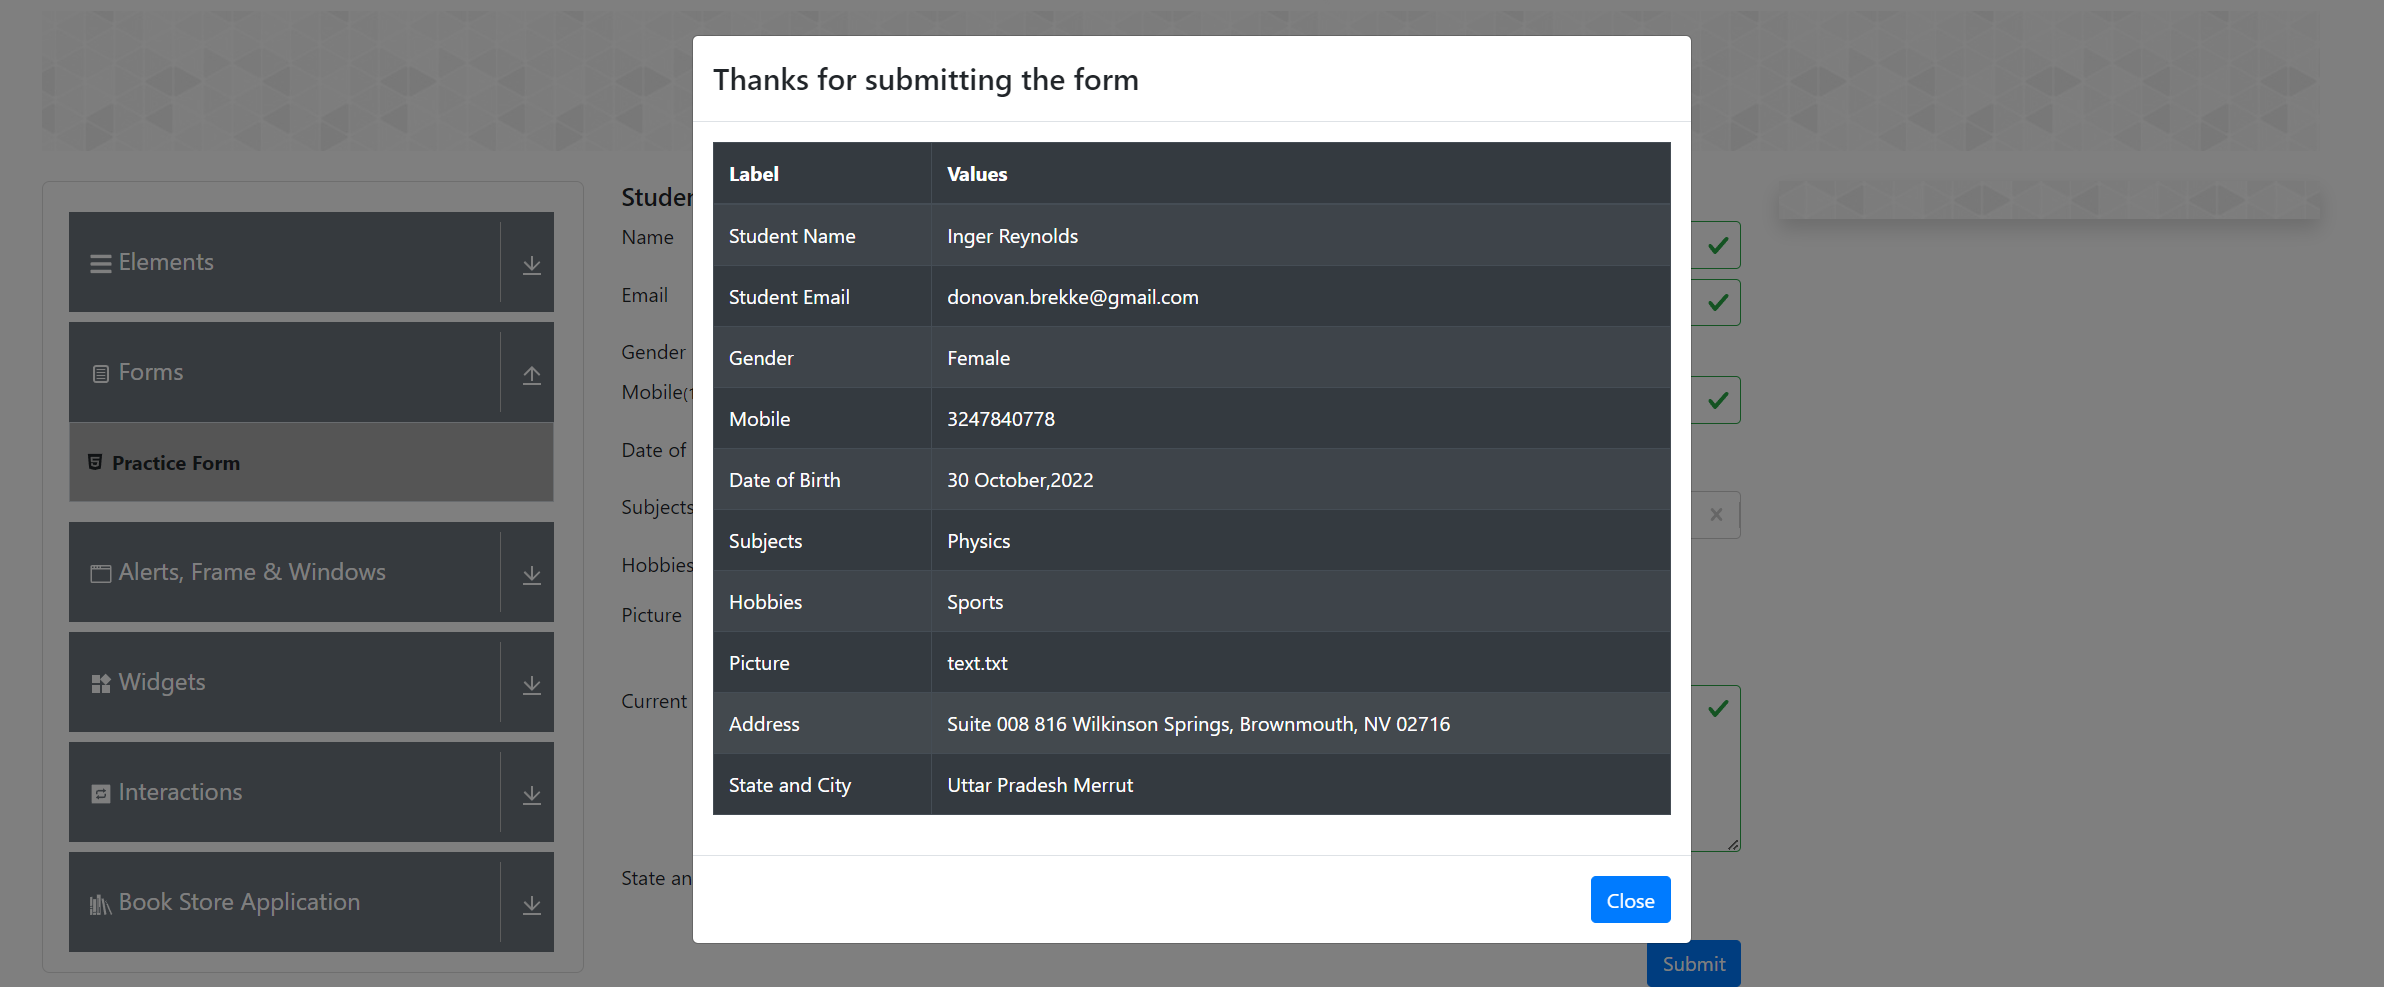 Thanks for submitting the form
Label Values
Student Name Inger Reynolds
Student Email donovan.brekke@gmail.com
Gender Female
Mobile 3247840778
Date of Birth 30 October,2022
Subjects Physics
Hobbies Sports
Picture text.txt
Address Suite 008 816 Wilkinson Springs, Brownmouth, NV 02716
State and City Uttar Pradesh Merrut
Close
Elements
Forms
Practice Form
Alerts, Frame & Windows
Widgets
Interactions
Book Store Application
Studen
Name
Email
Gender
Mobile(1
Date of
Subjects
Hobbies
Picture
Current
State an
Submit